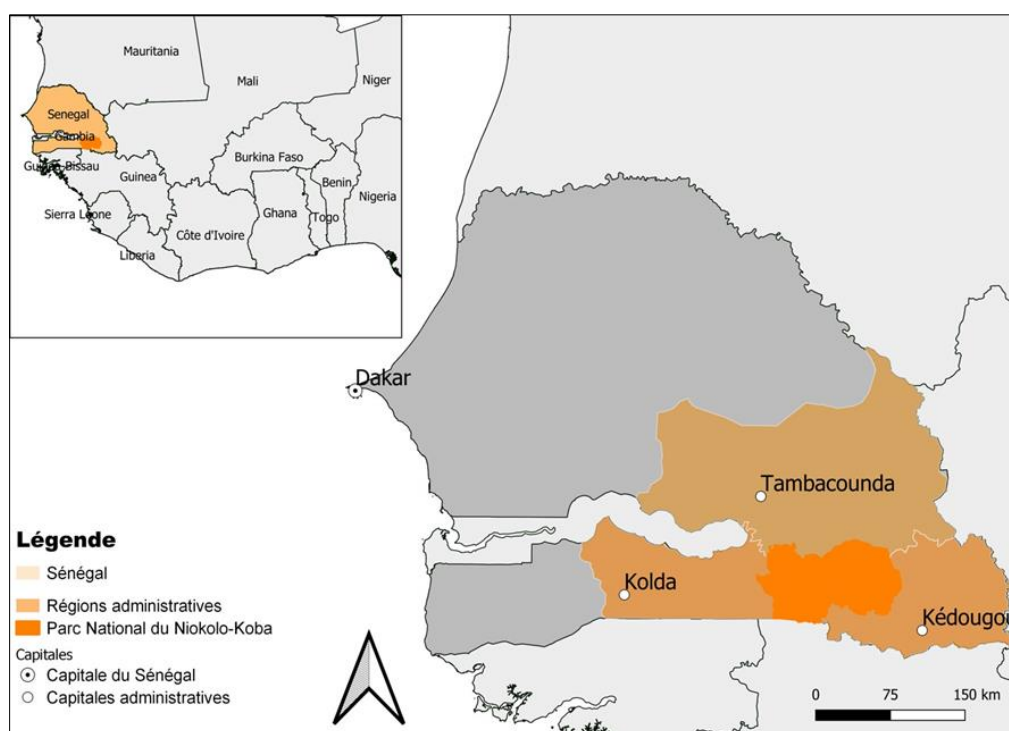 Mauritania
Mali
Niger
Senegal
Gambia
Guinea-Bissau
Guinea
Burkina Faso
Benin
Nigeria
Sierra Leone
Côte d'Ivoire
Ghana
Togo
Liberia
Dakar
Tambacounda
Kolda
Kédougou
Légende
Sénégal
Régions administratives
Parc National du Niokolo-Koba
Capitales
Capitale du Sénégal
Capitales administratives
0 75 150 km